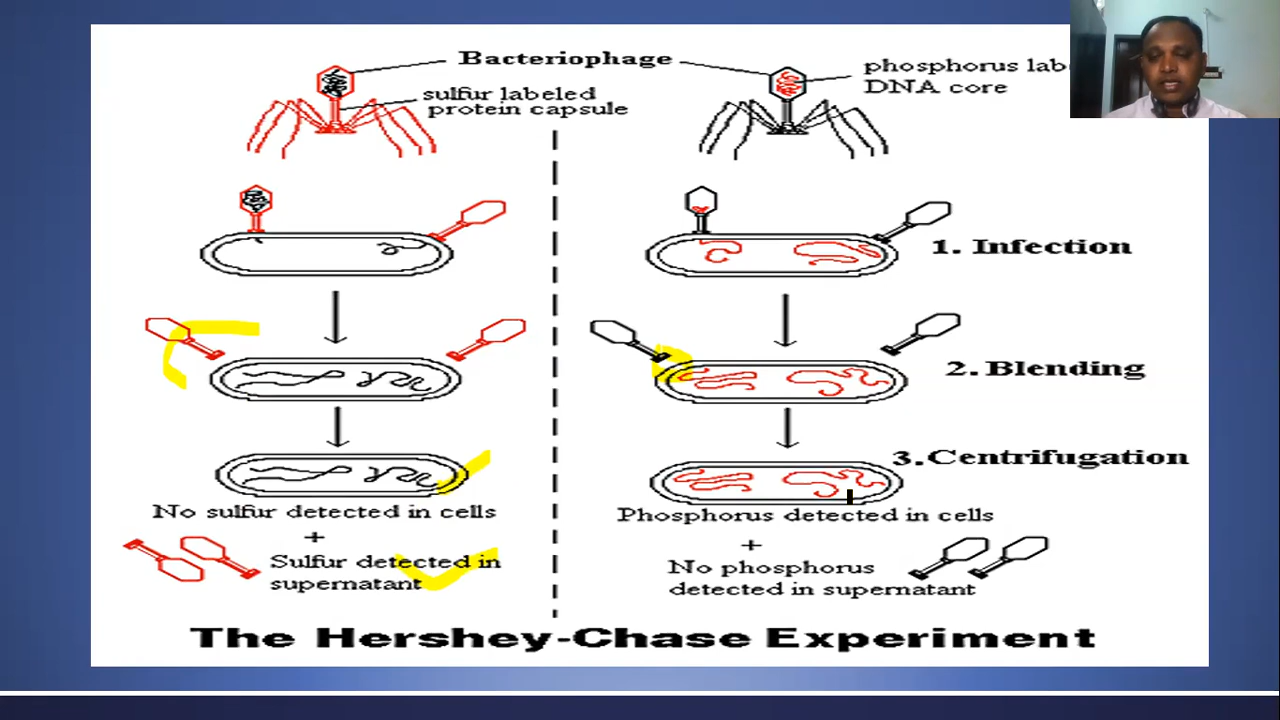 Bacteriophage
sulfur labeled
protein capsule
phosphorus
DNA core
1. Infection
2. Blending
3. Centrifugation
No sulfur detected in cells
+
Sulfur detected in
supernatant
Phosphorus detected in cells
+
No phosphorus
detected in supernatant
The Hershey-Chase Experiment